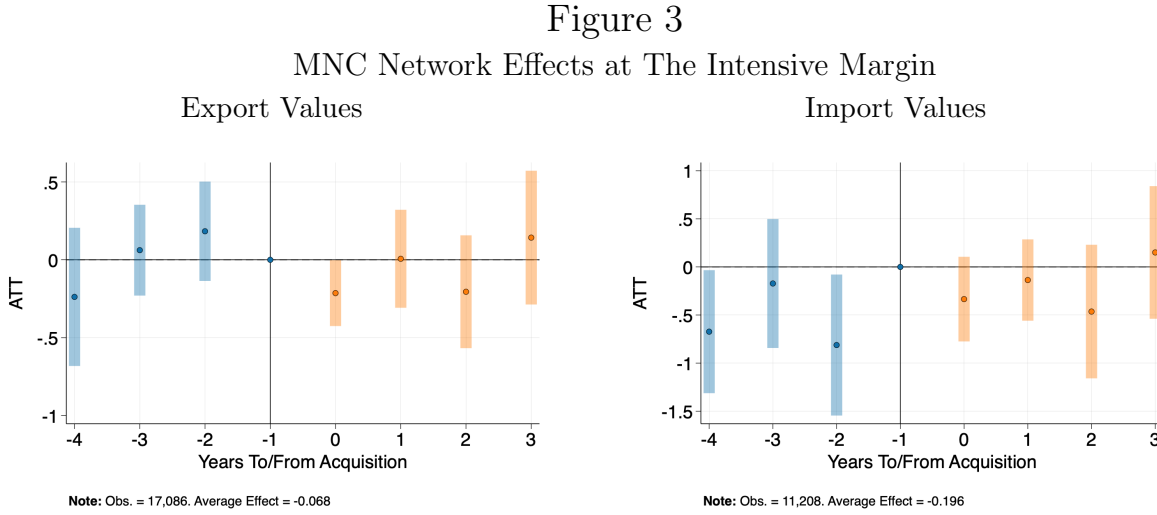 Figure 3
MNC Network Effects at The Intensive Margin
Export Values
.5
0
-.5
-1
ATT
-4 -3 -2 -1 0 1 2 3
Years To/From Acquisition
Note: Obs. = 17,086. Average Effect = -0.068
Import Values
1
.5
0
-.5
-1
-1.5
ATT
-4 -3 -2 -1 0 1 2 3
Years To/From Acquisition
Note: Obs. = 11,208. Average Effect = -0.196